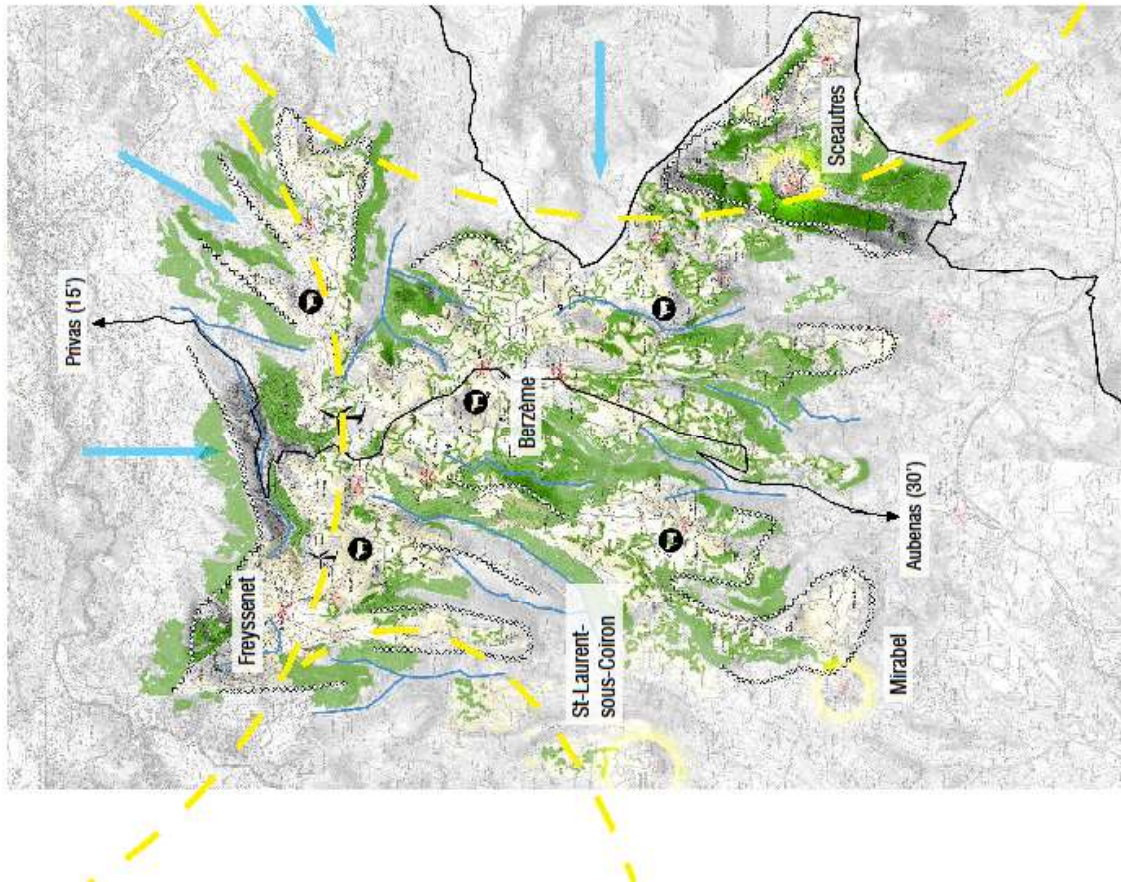 Privas (15')
Freyssenet
Berzème
Sceautres
St-Laurent-
sous-Coiron
Mirabel
Aubenas (30')